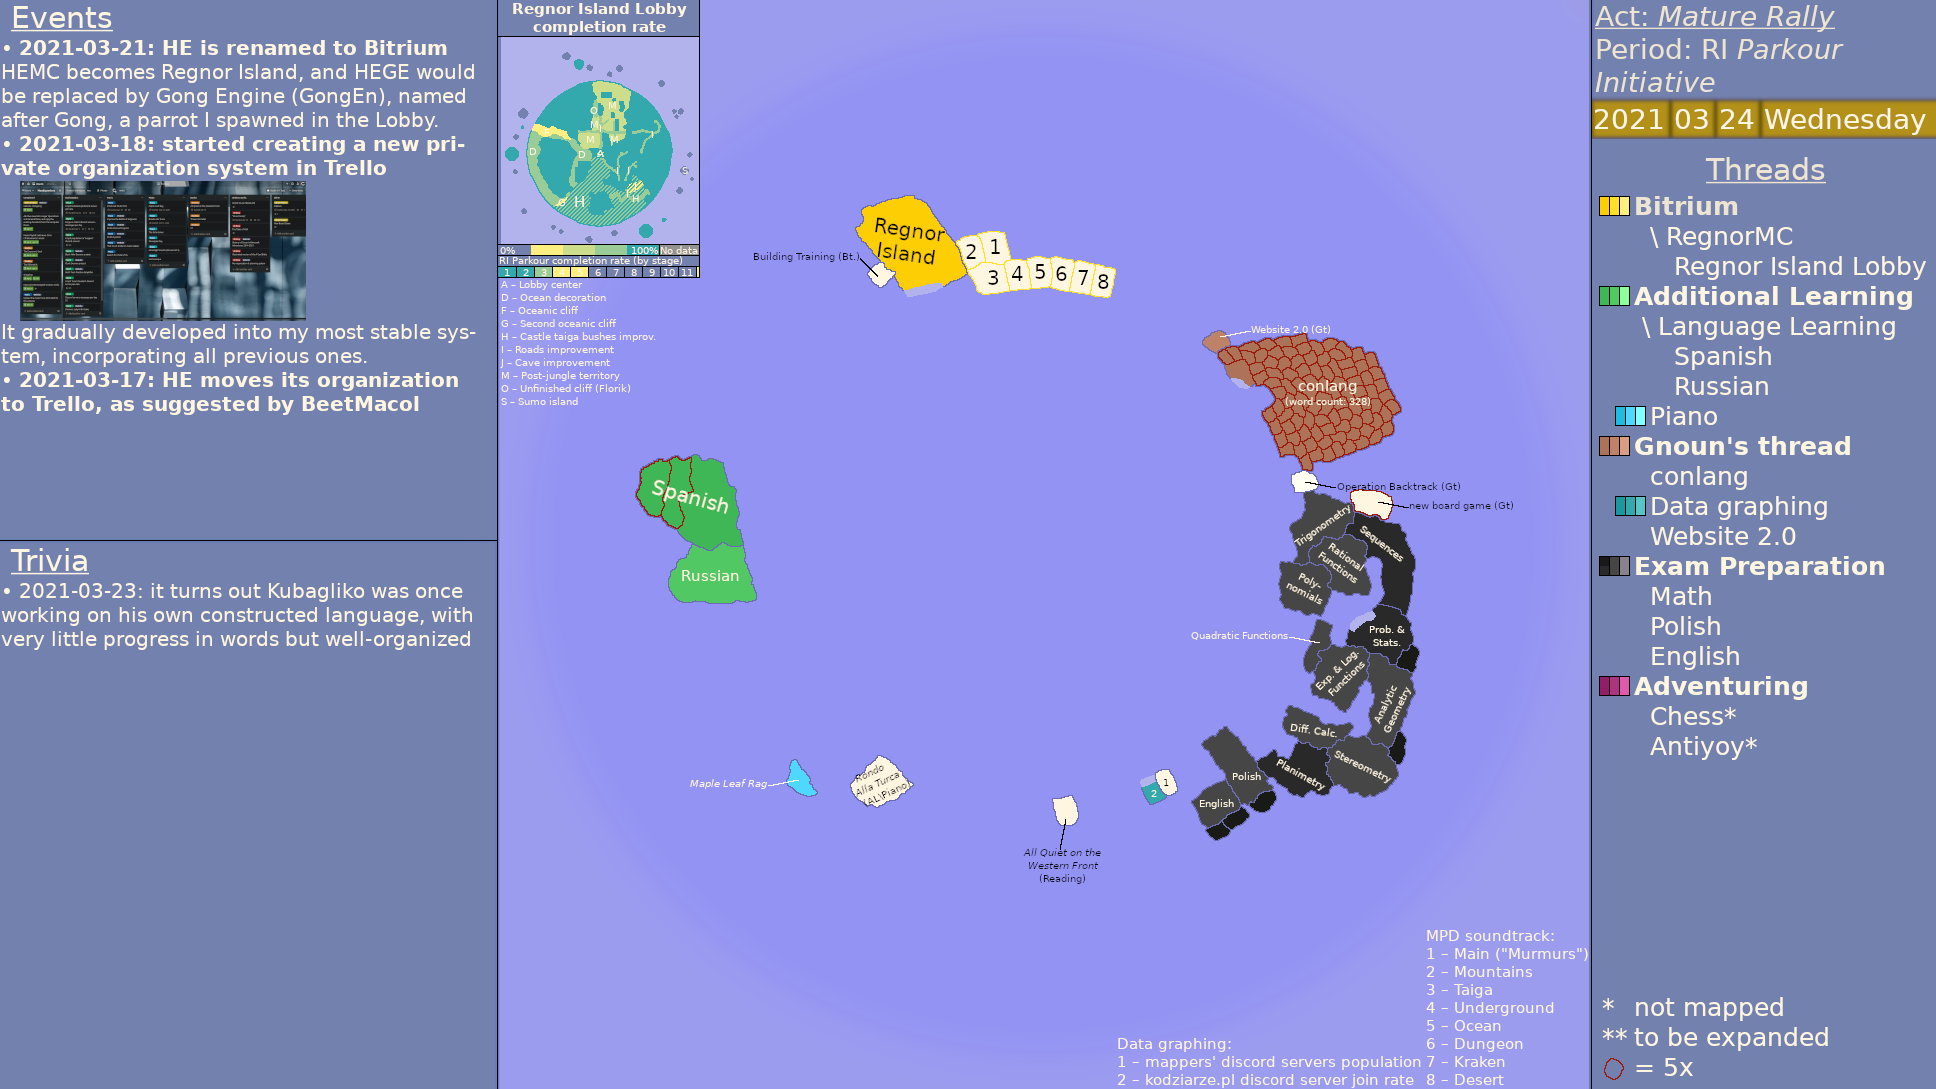 Events
• 2021-03-21: HE is renamed to Bitrium
HEMC becomes Regnor Island, and HEGE would
be replaced by Gong Engine (GongEn), named
after Gong, a parrot I spawned in the Lobby.
• 2021-03-18: started creating a new pri-
vate organization system in Trello
It gradually developed into my most stable sys-
tem, incorporating all previous ones.
• 2021-03-17: HE moves its organization
to Trello, as suggested by BeetMacol
Trivia
• 2021-03-23: it turns out Kubagliko was once
working on his own constructed language, with
very little progress in words but well-organized
Regnor Island Lobby
completion rate
O
M
M
M
M
D
D
A
I
J
S
F
H
G
H
0%
100%
No data
RI Parkour completion rate (by stage)
1 2 3 6 7 8 9 10 11
A – Lobby center
D – Ocean decoration
F – Oceanic cliff
G – Second oceanic cliff
H – Castle taiga bushes improv.
I – Roads improvement
J – Cave improvement
M – Post-jungle territory
O – Unfinished cliff (Florik)
S – Sumo island
Regnor
Island
Building Training (Bt.)
2 1
3 4 5 6 7 8
Website 2.0 (Gt)
conlang
(word count: 328)
Operation Backtrack (Gt)
new board game (Gt)
Spanish
Russian
Trigonometry
Sequences
Rational
Functions
Poly-
nomials
Quadratic Functions
Prob. &
Stats.
Exp. & Log.
Functions
Analytic
Geometry
Diff. Calc.
Stereometry
Planimetry
Polish
English
Maple Leaf Rag
Rondo
Alla Turca
(AL\Piano)
1
2
All Quiet on the
Western Front
(Reading)
Data graphing:
1 – mappers' discord servers population
2 – kodziarze.pl discord server join rate
MPD soundtrack:
1 – Main ("Murmurs")
2 – Mountains
3 – Taiga
4 – Underground
5 – Ocean
6 – Dungeon
7 – Kraken
8 – Desert
Act: Mature Rally
Period: RI Parkour
Initiative
2021 03 24 Wednesday
Threads
Bitrium
\ RegnorMC
Regnor Island Lobby
Additional Learning
\ Language Learning
Spanish
Russian
Piano
Gnoun's thread
conlang
Data graphing
Website 2.0
Exam Preparation
Math
Polish
English
Adventuring
Chess*
Antiyoy*
* not mapped
** to be expanded
= 5x